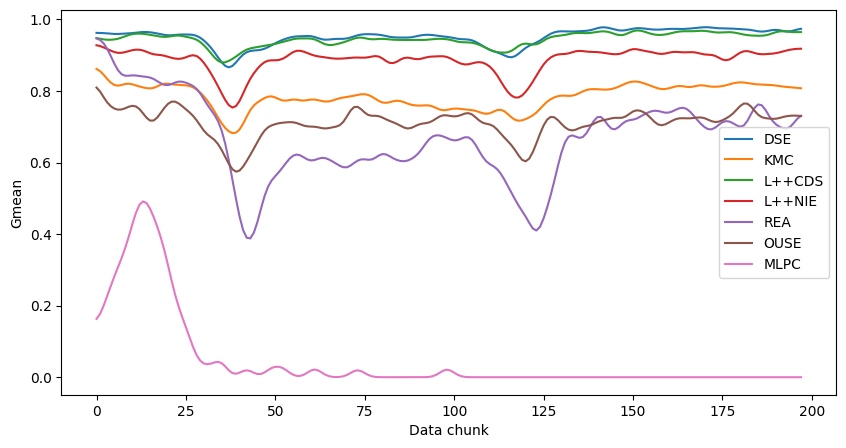 1.0
0.8
0.6
0.4
0.2
0.0
Gmean
0 25 50 75 100 125 150 175 200
Data chunk
DSE
KMC
L++CDS
L++NIE
REA
OUSE
MLPC